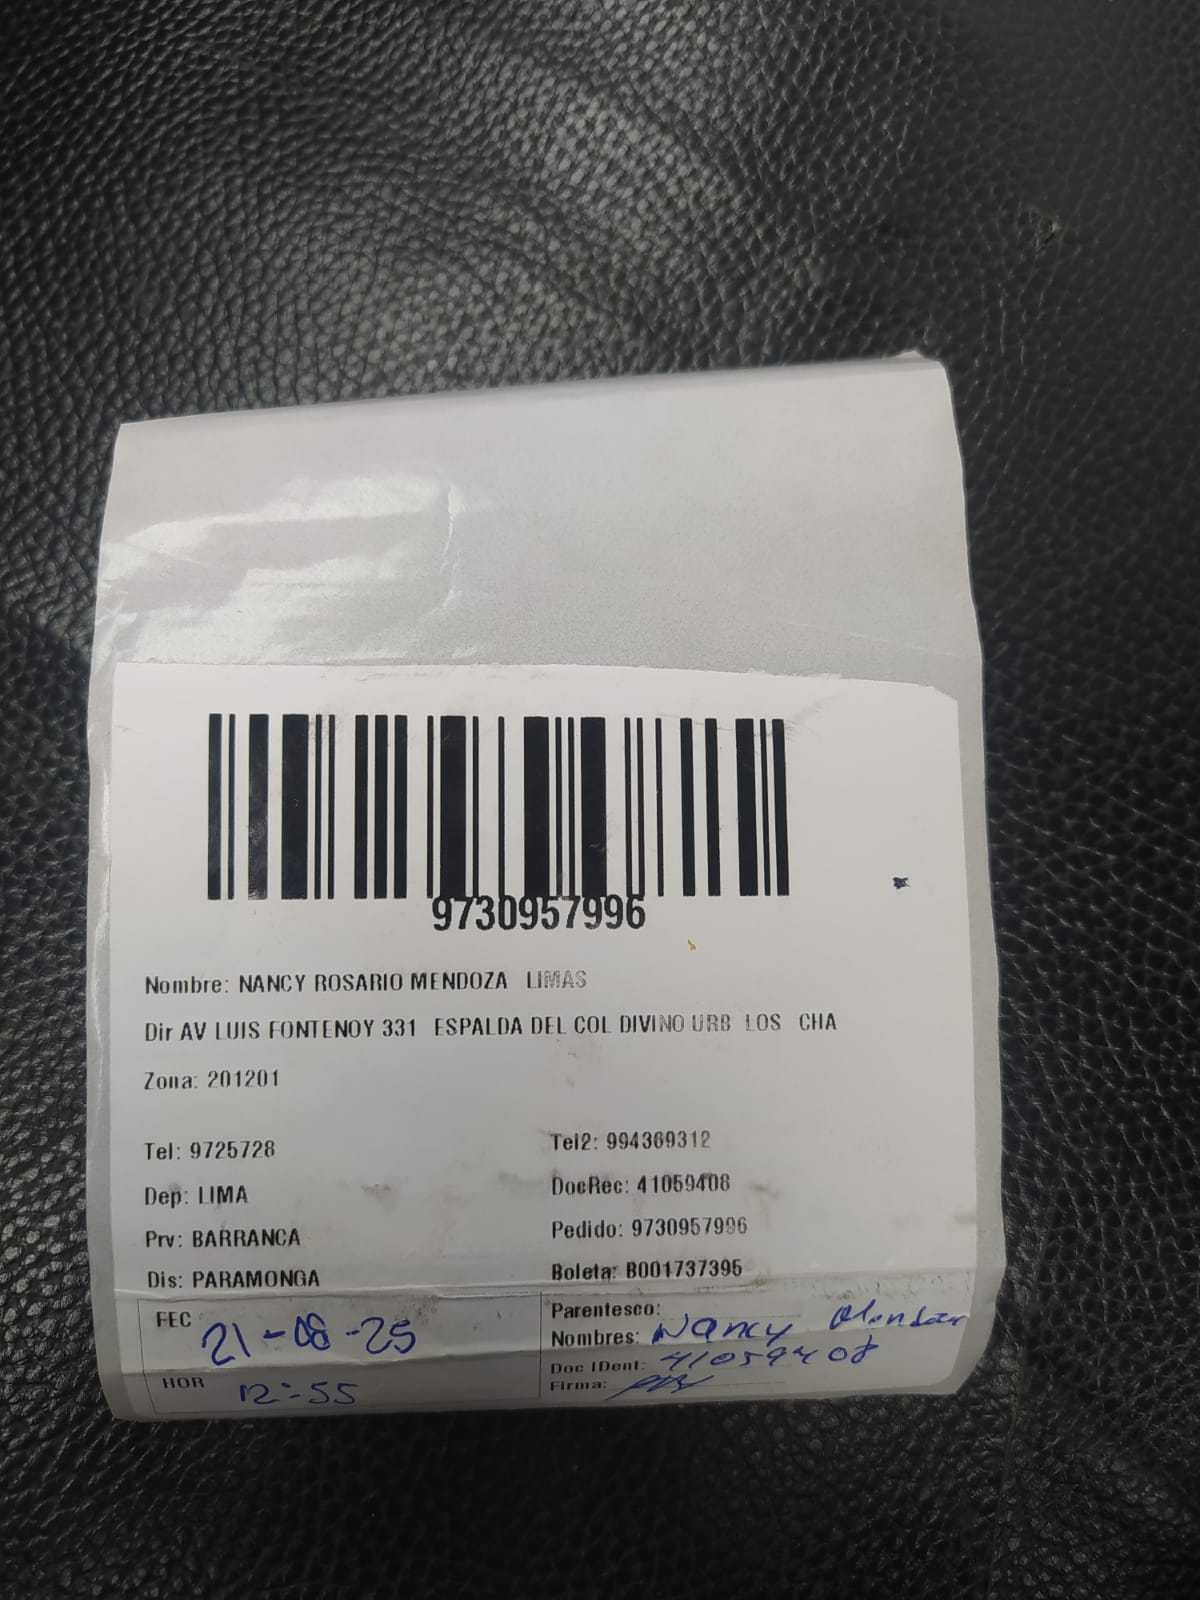 9730957996
Nombre: NANCY ROSARIO MENDOZA LIMAS
Dir AV LUIS FONTENOY 331 ESPALDA DEL COL DIVINO URB LOS CHA
Zona: 201201
Tel: 9725728 Tel2: 994369312
Dep: LIMA DocRec: 41059408
Prv: BARRANCA Pedido: 9730957996
Dis: PARAMONGA Boleta: B001737395
FEC 21-08-25 Parentesco:
Nombres: Nancy Mendoza
HOR 12:55 Doc IDent: 41059408
Firma: